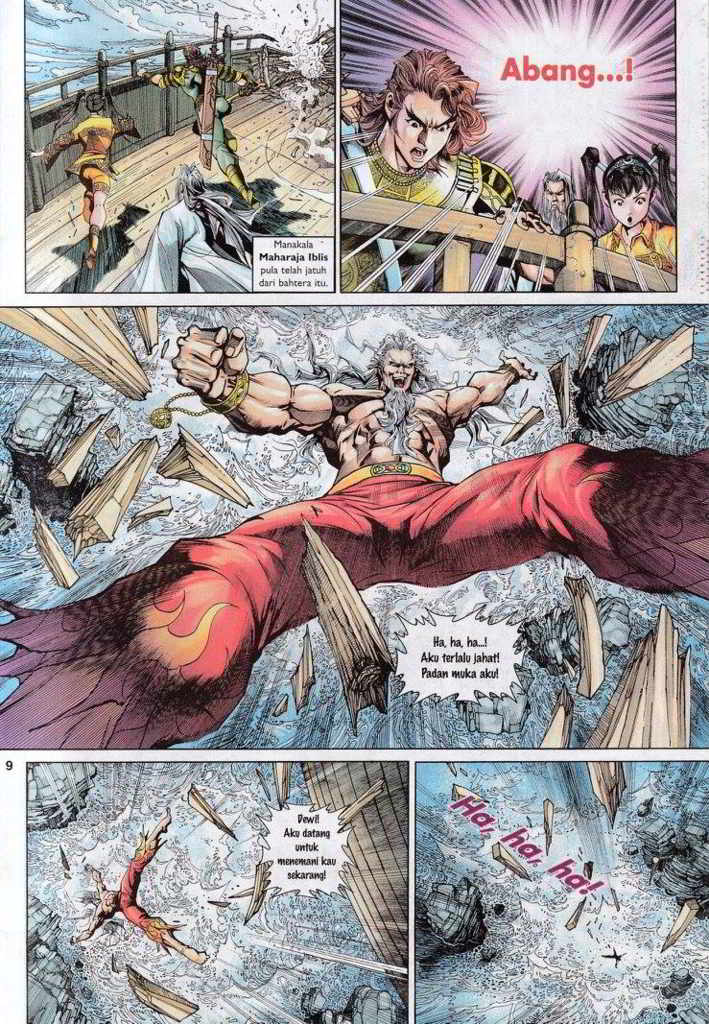 Manakala
Maharaja Iblis
pula telah jatuh
dari bahtera itu.
Abang...!
Ha, ha, ha...!
Aku terlalu jahat!
Padan muka aku!
9
Dewi!
Aku datang
untuk
menemani kau
sekarang!
Ha, ha, ha, ha!